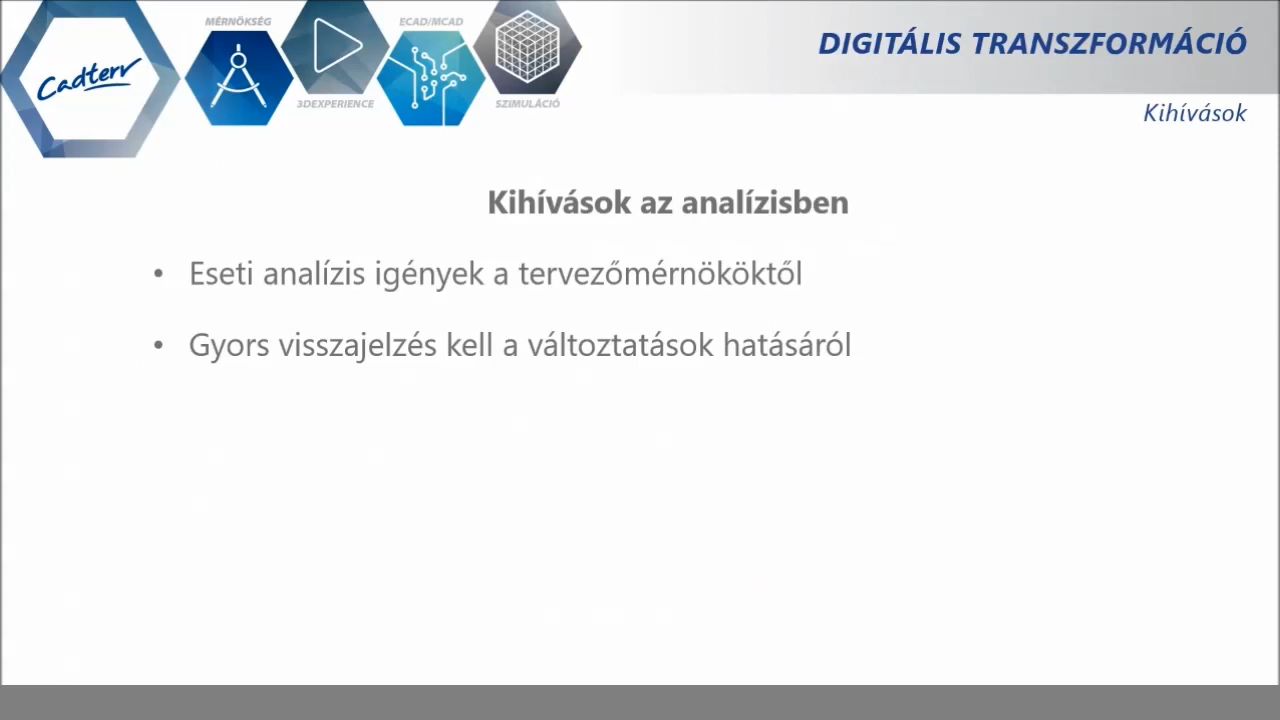 Cadterv
MÉRNÖKSÉG
3DEXPERIENCE
ECAD/MCAD
SZIMULÁCIÓ
DIGITÁLIS TRANSZFORMÁCIÓ
Kihívások
Kihívások az analízisben
• Eseti analízis igények a tervezőmérnököktől
• Gyors visszajelzés kell a változtatások hatásáról